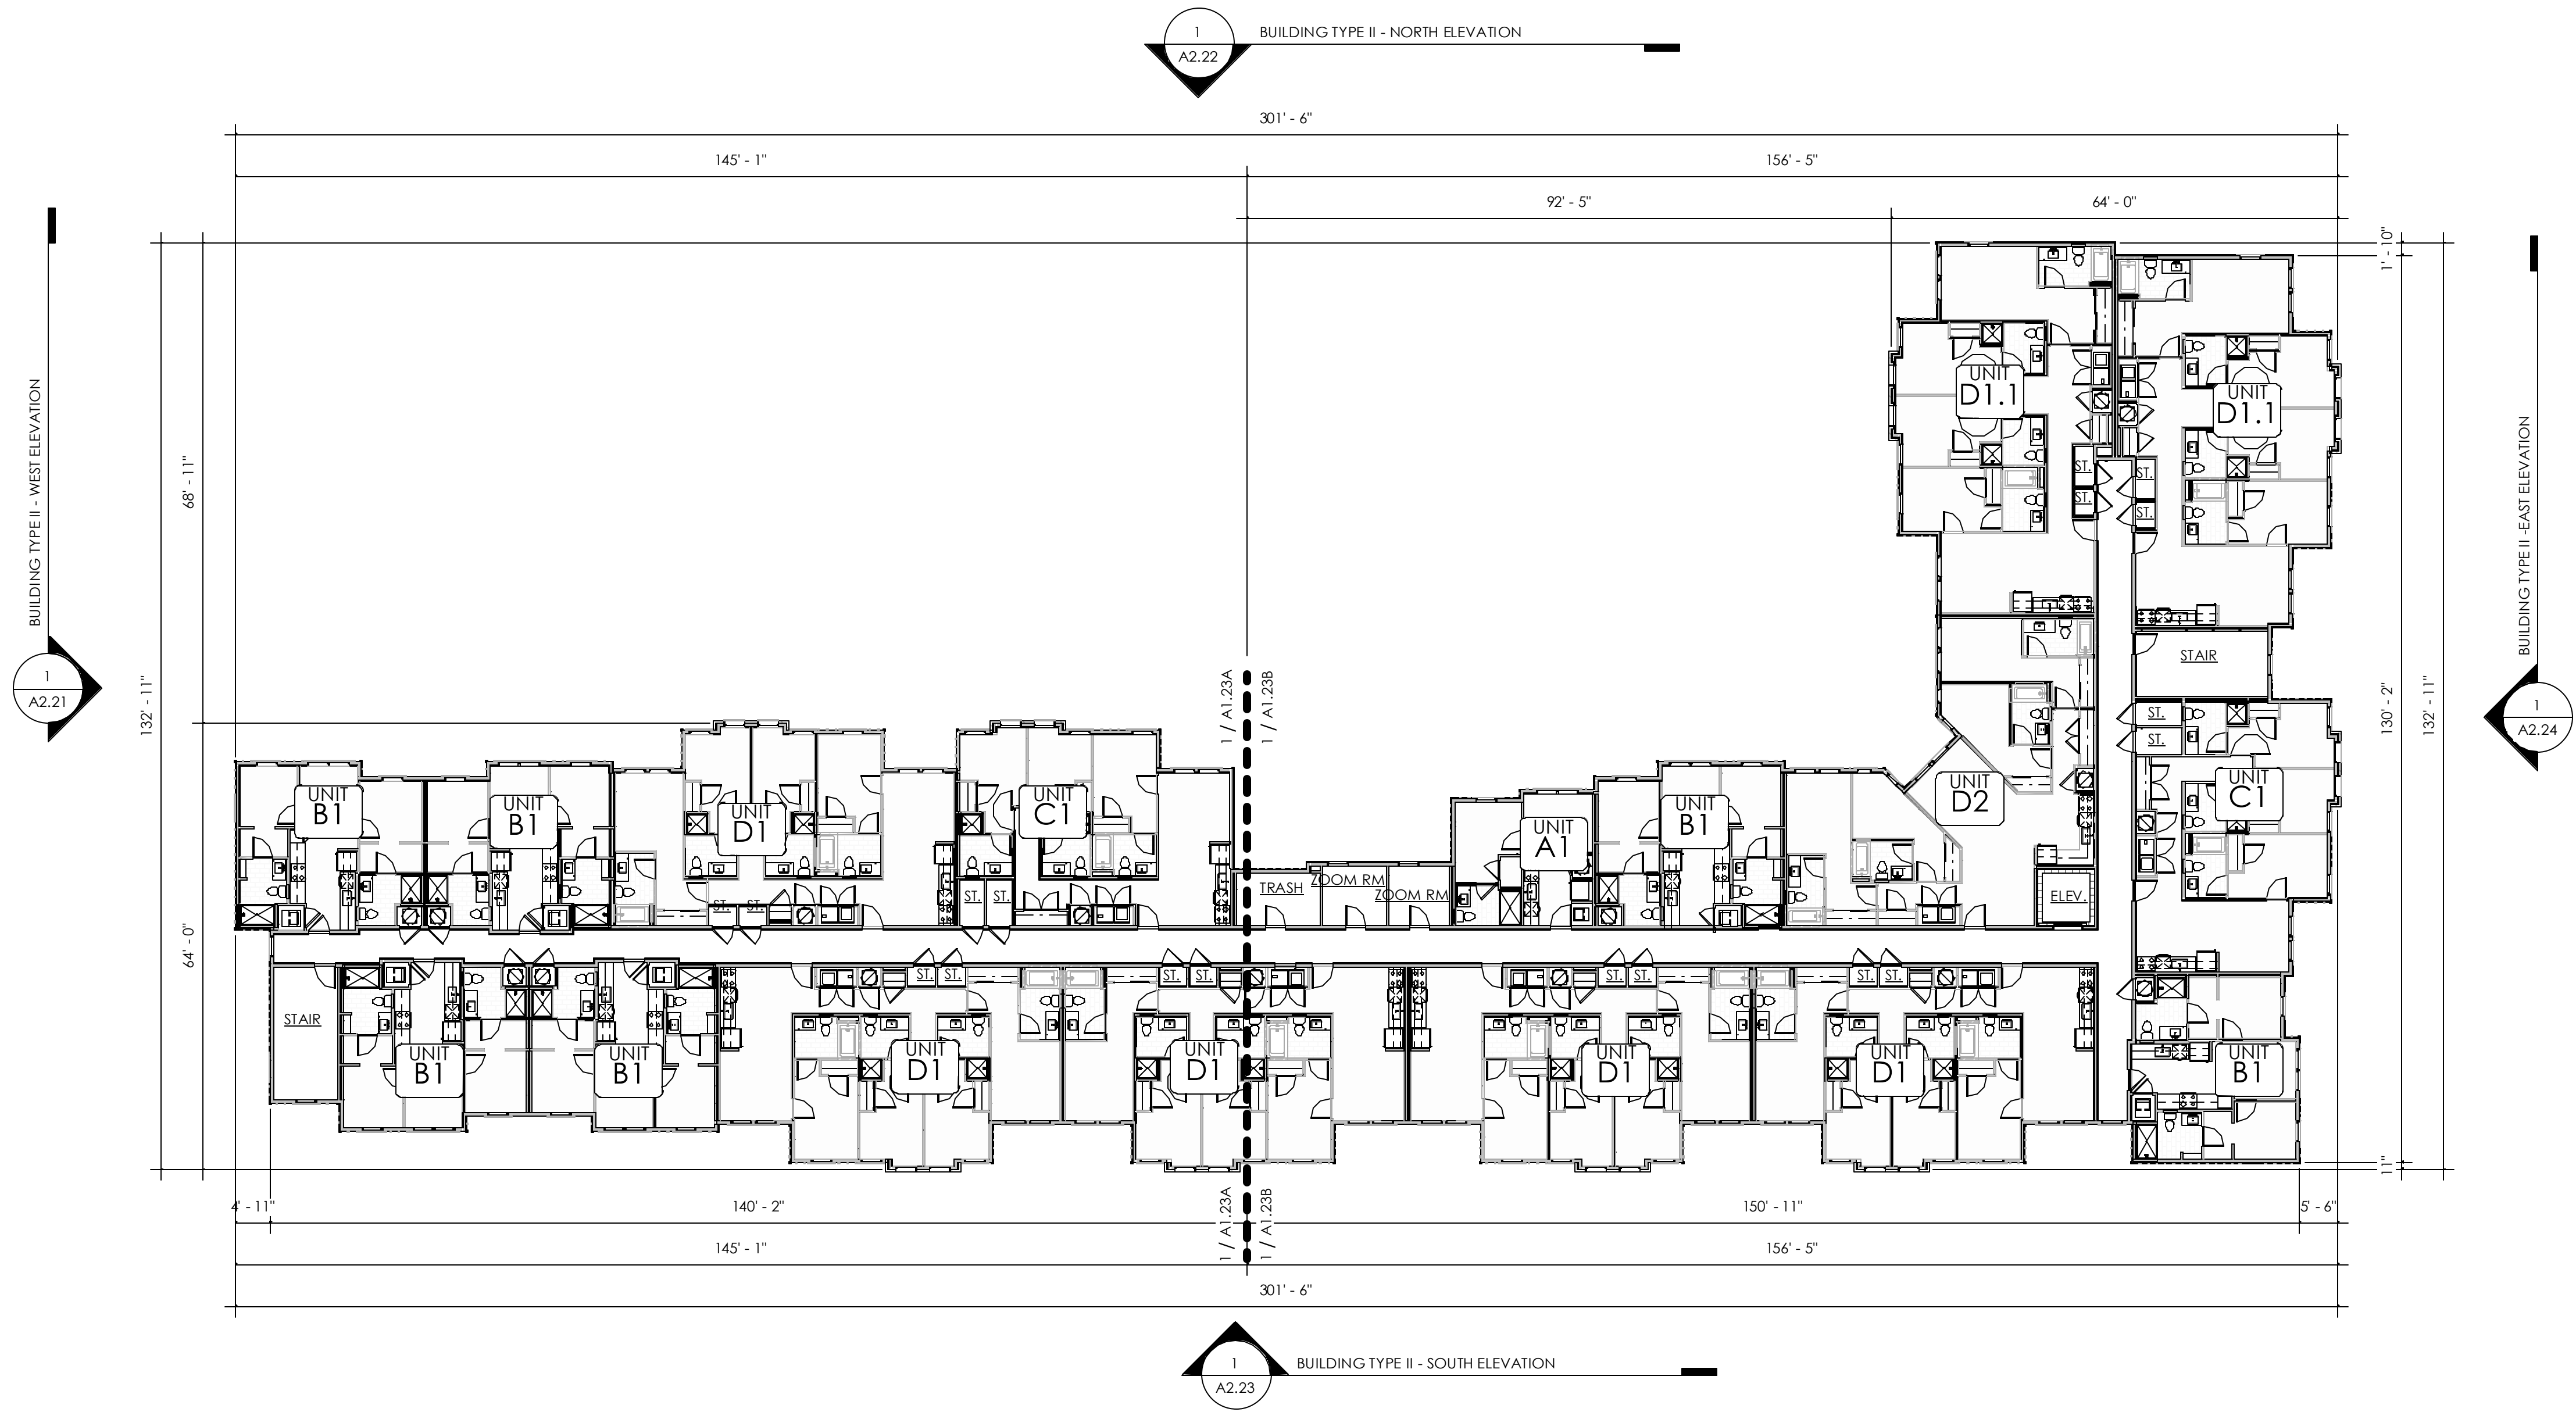 1
A2.22
BUILDING TYPE II - NORTH ELEVATION
301' - 6"
145' - 1"
156' - 5"
92' - 5"
64' - 0"
1' - 10"
BUILDING TYPE II - WEST ELEVATION
1
A2.21
132' - 11"
68' - 11"
64' - 0"
BUILDING TYPE II -EAST ELEVATION
1
A2.24
130' - 2"
132' - 11"
11"
UNIT
D1.1
UNIT
D1.1
ST.
ST.
ST.
ST.
STAIR
1 / A1.23A
1 / A1.23B
ST.
ST.
UNIT
B1
UNIT
B1
UNIT
D1
UNIT
C1
UNIT
A1
UNIT
B1
UNIT
D2
UNIT
C1
ST.
ST.
ST.
ST.
TRASH
ZOOM RM
ZOOM RM
ELEV.
STAIR
ST.
ST.
ST.
ST.
ST.
ST.
ST.
ST.
UNIT
B1
UNIT
B1
UNIT
D1
UNIT
D1
UNIT
D1
UNIT
D1
UNIT
B1
1 / A1.23A
1 / A1.23B
4' - 11"
140' - 2"
150' - 11"
5' - 6"
145' - 1"
156' - 5"
301' - 6"
1
A2.23
BUILDING TYPE II - SOUTH ELEVATION